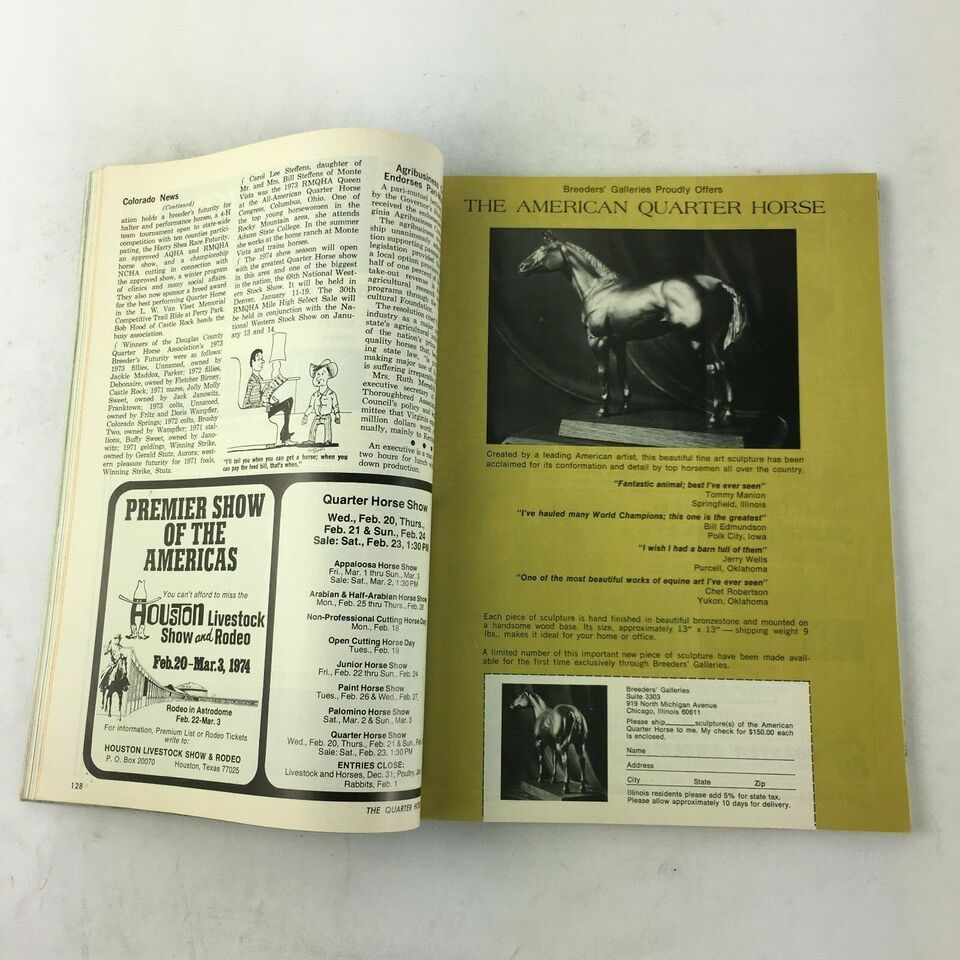 Colorado News
(Continued)
ation holds a breeder's futurity for
halter and performance horses, a 4-H
team tournament open to state-wide
competition with ten counties partici-
pating, the Harry Shea Race Futurity,
an approved AQHA and RMQHA
horse show, and a championship
NCHA cutting in connection with
the approved show, a winter program
of clinics and many social affairs.
They also now sponsor a breed award
for the best performing Quarter Horse
in the L. W. Van Vleet Memorial
Competitive Trail Ride at Perry Park.
Bob Hood of Castle Rock heads the
busy association.
Winners of the Douglas County
Quarter Horse Association's 1973
Breeder's Futurity were as follows:
1973 fillies, Unnamed, owned by
Jackie Maddox, Parker; 1972 fillies,
Debonaire, owned by Fletcher Birney,
Castle Rock; 1971 mares, Jolly Molly
Sweet, owned by Jack Janowitz,
Franktown; 1973 colts, Unnamed,
owned by Fritz and Doris Wampfler,
Colorado Springs; 1972 colts, Brushy
Two, owned by Wampfler; 1971 stal-
lions, Buffy Sweet, owned by Jano-
witz; 1971 geldings, Winning Strike,
owned by Gerald Stutz, Aurora; west-
ern pleasure futurity for 1971 foals,
Winning Strike, Stutz.
Carol Lee Steffens, daughter of
Mr. and Mrs. Bill Steffens of Monte
Vista was the 1973 RMQHA Queen
at the All-American Quarter Horse
Congress, Columbus, Ohio. One of
the top young horsewomen in the
Rocky Mountain area, she attends
Adams State College. In the summer
she works at the home ranch at Monte
Vista and trains horses.
The 1974 show season will open
with the greatest Quarter Horse show
in this area and one of the biggest
in the nation, the 68th National West-
ern Stock Show. It will be held in
Denver, January 11-19. The 30th
RMQHA Mile High Select Sale will
be held in conjunction with the Na-
tional Western Stock Show on Janu-
ary 13 and 14.
"I'll tell you when you can get a horse; when you
can pay the feed bill, that's when."
Agribusiness
Endorses
A pari-mutuel
by the Governor's
received the endorsement
ginia Agribusiness
ship unanimously
tion supporting
legislation provided
a local option
half of one percent
take-out revenue
agricultural research
programs through
cultural Foundation.
The resolution
industry as a major
state's agricultural
of the nation's
quality horses that,
ing state law,
making major use
is suffering irreparable
Mrs. Ruth
executive secretary
Thoroughbred
Council's policy
mittee that Virginia
million dollars worth
nually, mainly to
An executive is a man
two hours for lunch
down production.
PREMIER SHOW
OF THE
AMERICAS
You can't afford to miss the
HOUSTON Livestock
Show and Rodeo
Feb.20-Mar.3, 1974
Rodeo in Astrodome
Feb. 22-Mar. 3
For information, Premium List or Rodeo Tickets
write to:
HOUSTON LIVESTOCK SHOW & RODEO
P. O. Box 20070 Houston, Texas 77025
Quarter Horse Show
Wed., Feb. 20, Thurs.,
Feb. 21 & Sun., Feb. 24
Sale: Sat., Feb. 23, 1:30 PM
Appaloosa Horse Show
Fri., Mar. 1 thru Sun., Mar. 3
Sale: Sat., Mar. 2, 1:30 PM
Arabian & Half-Arabian Horse Show
Mon., Feb. 25 thru Thurs., Feb. 28
Non-Professional Cutting Horse Day
Mon., Feb. 18
Open Cutting Horse Day
Tues., Feb. 19
Junior Horse Show
Fri., Feb. 22 thru Sun., Feb. 24
Paint Horse Show
Tues., Feb. 26 & Wed., Feb. 27,
Palomino Horse Show
Sat., Mar. 2 & Sun., Mar. 3
Quarter Horse Show
Wed., Feb. 20, Thurs., Feb. 21 & Sun., Feb.
Sale: Sat., Feb. 23, 1:30 PM
ENTRIES CLOSE:
Livestock and Horses, Dec. 31; Poultry,
Rabbits, Feb. 1
128
THE QUARTER
Breeders' Galleries Proudly Offers
THE AMERICAN QUARTER HORSE
Created by a leading American artist, this beautiful fine art sculpture has been
acclaimed for its conformation and detail by top horsemen all over the country.
"Fantastic animal; best I've ever seen"
Tommy Manion
Springfield, Illinois
"I've hauled many World Champions; this one is the greatest"
Bill Edmundson
Polk City, Iowa
"I wish I had a barn full of them"
Jerry Wells
Purcell, Oklahoma
"One of the most beautiful works of equine art I've ever seen"
Chet Robertson
Yukon, Oklahoma
Each piece of sculpture is hand finished in beautiful bronzestone and mounted on
a handsome wood base. Its size, approximately 13" x 13" — shipping weight 9
lbs., makes it ideal for your home or office.
A limited number of this important new piece of sculpture have been made avail-
able for the first time exclusively through Breeders' Galleries.
Breeders' Galleries
Suite 3303
919 North Michigan Avenue
Chicago, Illinois 60611
Please ship______sculpture(s) of the American
Quarter Horse to me. My check for $150.00 each
is enclosed.
Name
Address
City State Zip
Illinois residents please add 5% for state tax.
Please allow approximately 10 days for delivery.